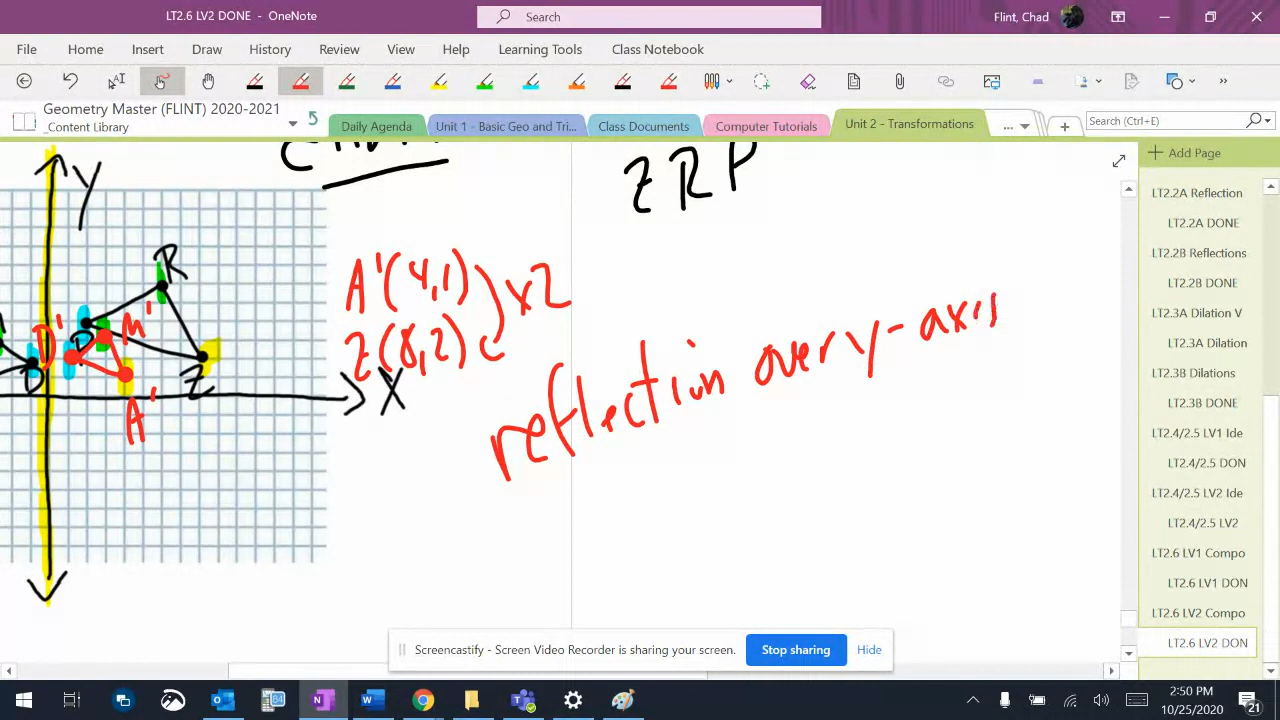 LT2.6 LV2 DONE - OneNote
Search
Flint, Chad
File Home Insert Draw History Review View Help Learning Tools Class Notebook
Geometry Master (FLINT) 2020-2021
_Content Library
Daily Agenda
Unit 1 - Basic Geo and Tri...
Class Documents
Computer Tutorials
Unit 2 - Transformations
...
Search (Ctrl+E)
Add Page
LT2.2A Reflection
LT2.2A DONE
LT2.2B Reflections
LT2.2B DONE
LT2.3A Dilation V
LT2.3A Dilation
LT2.3B Dilations
LT2.3B DONE
LT2.4/2.5 LV1 Ide
LT2.4/2.5 DON
LT2.4/2.5 LV2 Ide
LT2.4/2.5 LV2
LT2.6 LV1 Compo
LT2.6 LV1 DON
LT2.6 LV2 Compo
LT2.6 LV2 DON
ZRP
Y
R
D' M'
Z
A'
X
D
A'(4,1)
Z(8,2)
x2
reflection over y-axis
Screencastify - Screen Video Recorder is sharing your screen.
Stop sharing
Hide
2:50 PM
10/25/2020
21